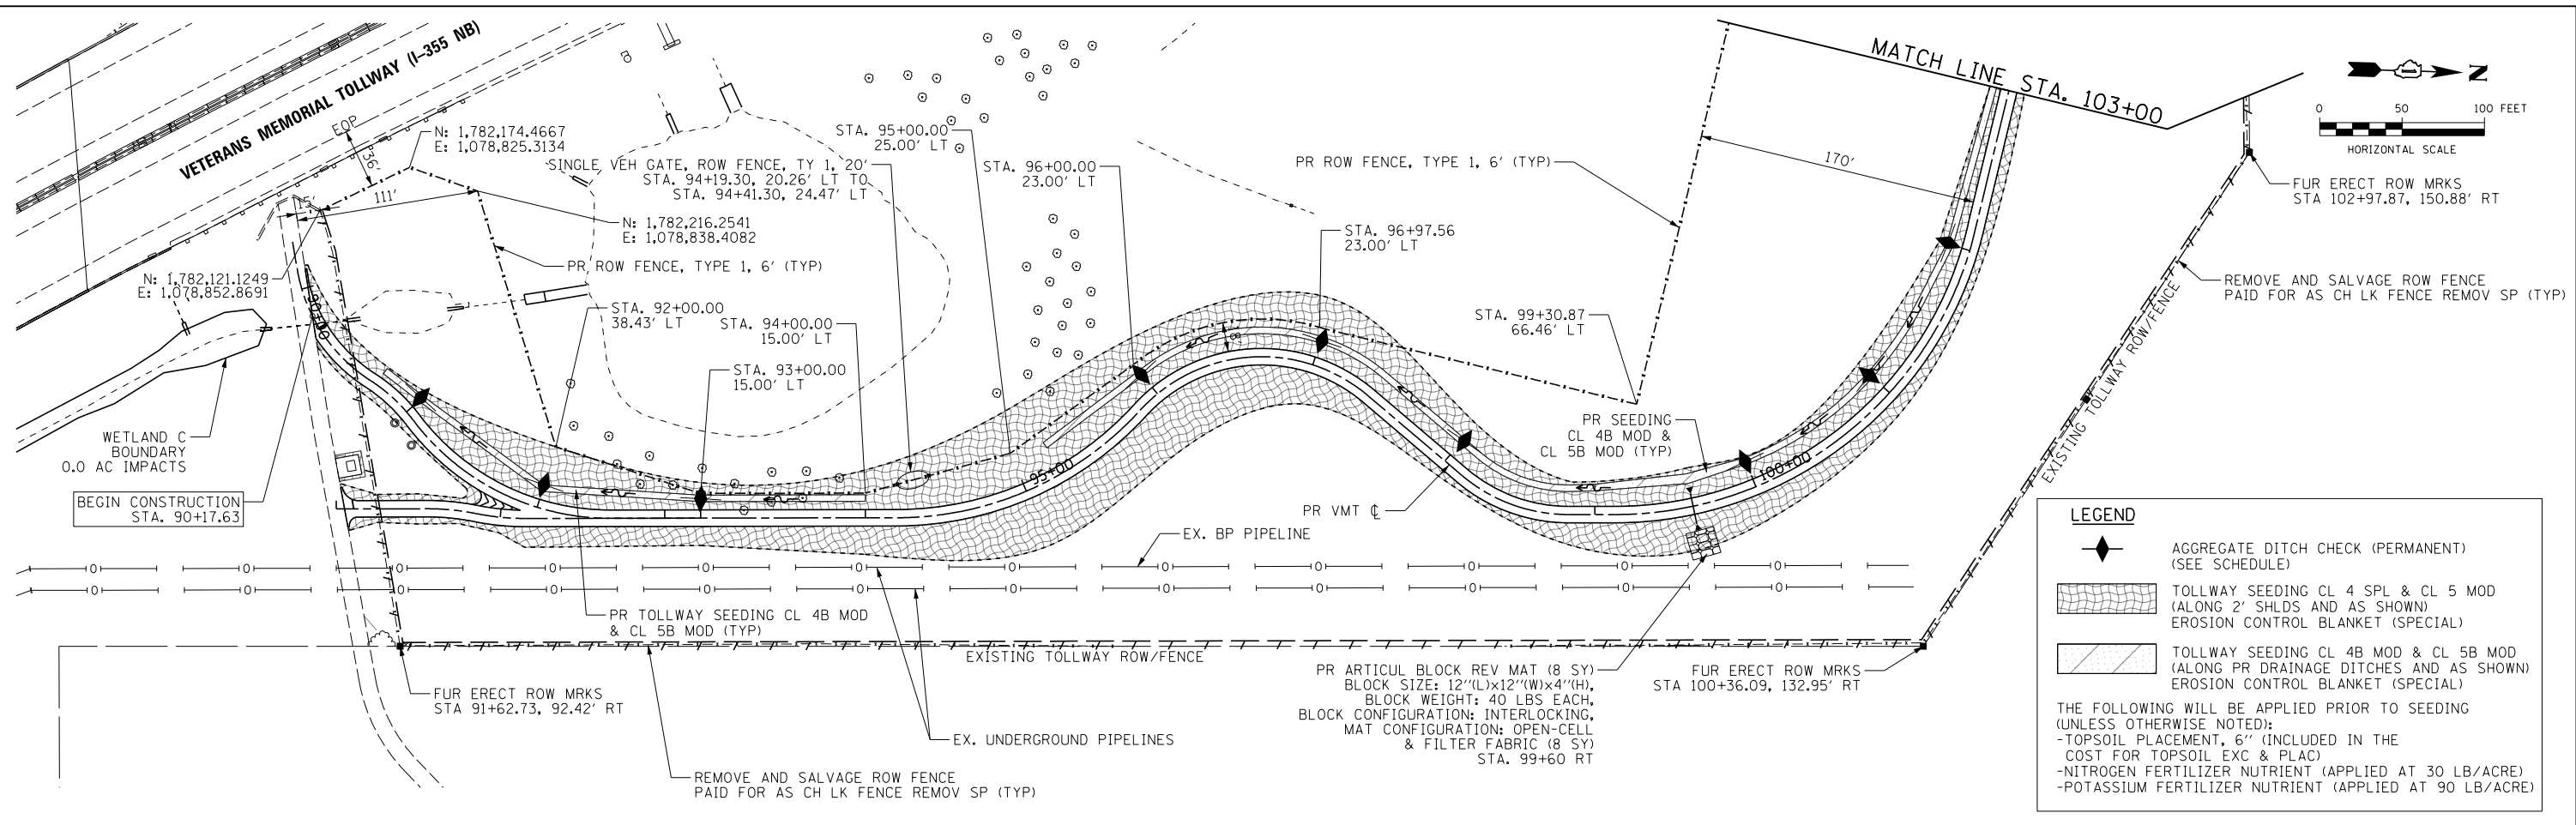 VETERANS MEMORIAL TOLLWAY (I-355 NB)
EOP
36'
N: 1,782,174.4667
E: 1,078,825.3134
111'
15'
SINGLE VEH GATE, ROW FENCE, TY 1, 20'
STA. 94+19.30, 20.26' LT TO
STA. 94+41.30, 24.47' LT
N: 1,782,216.2541
E: 1,078,838.4082
PR ROW FENCE, TYPE 1, 6' (TYP)
N: 1,782,121.1249
E: 1,078,852.8691
STA. 95+00.00
25.00' LT
STA. 96+00.00
23.00' LT
STA. 96+97.56
23.00' LT
PR ROW FENCE, TYPE 1, 6' (TYP)
170'
MATCH LINE STA. 103+00
N
0 50 100 FEET
HORIZONTAL SCALE
FUR ERECT ROW MRKS
STA 102+97.87, 150.88' RT
REMOVE AND SALVAGE ROW FENCE
PAID FOR AS CH LK FENCE REMOV SP (TYP)
EXISTING TOLLWAY ROW/FENCE
90+00
STA. 92+00.00
38.43' LT
STA. 94+00.00
15.00' LT
STA. 93+00.00
15.00' LT
95+00
STA. 99+30.87
66.46' LT
PR SEEDING
CL 4B MOD &
CL 5B MOD (TYP)
100+00
PR VMT ℄
WETLAND C
BOUNDARY
0.0 AC IMPACTS
BEGIN CONSTRUCTION
STA. 90+17.63
EX. BP PIPELINE
PR TOLLWAY SEEDING CL 4B MOD
& CL 5B MOD (TYP)
EXISTING TOLLWAY ROW/FENCE
FUR ERECT ROW MRKS
STA 91+62.73, 92.42' RT
EX. UNDERGROUND PIPELINES
REMOVE AND SALVAGE ROW FENCE
PAID FOR AS CH LK FENCE REMOV SP (TYP)
PR ARTICUL BLOCK REV MAT (8 SY)
BLOCK SIZE: 12''(L)x12''(W)x4''(H),
BLOCK WEIGHT: 40 LBS EACH,
BLOCK CONFIGURATION: INTERLOCKING,
MAT CONFIGURATION: OPEN-CELL
& FILTER FABRIC (8 SY)
STA. 99+60 RT
FUR ERECT ROW MRKS
STA 100+36.09, 132.95' RT
LEGEND
AGGREGATE DITCH CHECK (PERMANENT)
(SEE SCHEDULE)
TOLLWAY SEEDING CL 4 SPL & CL 5 MOD
(ALONG 2' SHLDS AND AS SHOWN)
EROSION CONTROL BLANKET (SPECIAL)
TOLLWAY SEEDING CL 4B MOD & CL 5B MOD
(ALONG PR DRAINAGE DITCHES AND AS SHOWN)
EROSION CONTROL BLANKET (SPECIAL)
THE FOLLOWING WILL BE APPLIED PRIOR TO SEEDING
(UNLESS OTHERWISE NOTED):
-TOPSOIL PLACEMENT, 6'' (INCLUDED IN THE
COST FOR TOPSOIL EXC & PLAC)
-NITROGEN FERTILIZER NUTRIENT (APPLIED AT 30 LB/ACRE)
-POTASSIUM FERTILIZER NUTRIENT (APPLIED AT 90 LB/ACRE)